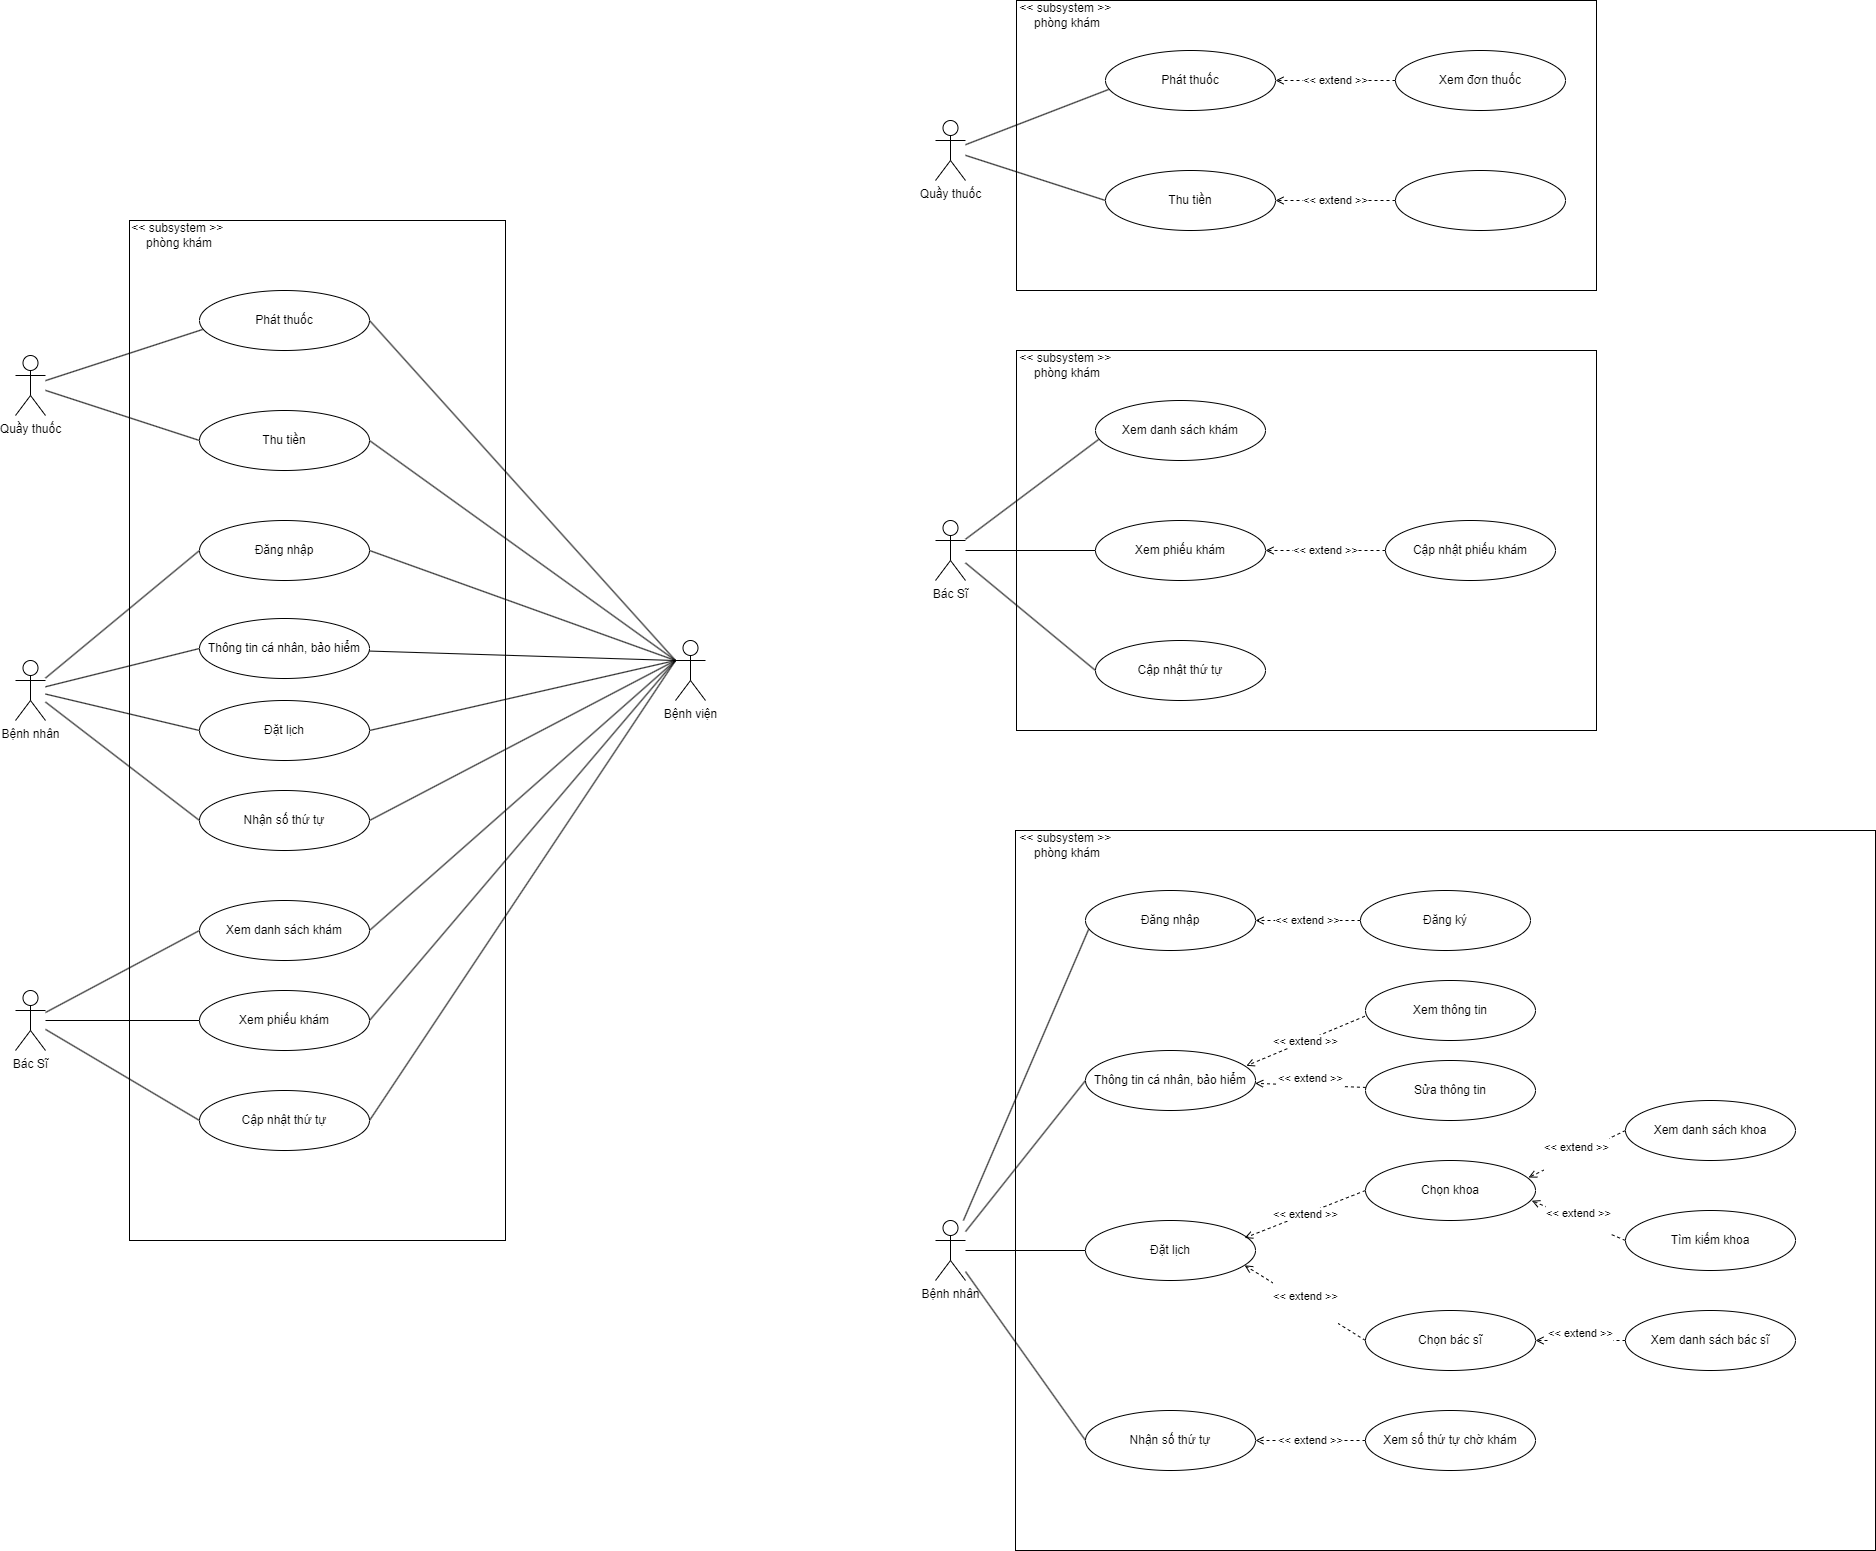 << subsystem >>
phòng khám
Phát thuốc
Thu tiền
Đăng nhập
Thông tin cá nhân, bảo hiểm
Đặt lịch
Nhận số thứ tự
Xem danh sách khám
Xem phiếu khám
Cập nhật thứ tự
Quầy thuốc
Bệnh nhân
Bác Sĩ
Bệnh viện
<< subsystem >>
phòng khám
Phát thuốc
<< extend >>
Xem đơn thuốc
Quầy thuốc
Thu tiền
<< extend >>
<< subsystem >>
phòng khám
Xem danh sách khám
Xem phiếu khám
<< extend >>
Cập nhật phiếu khám
Bác Sĩ
Cập nhật thứ tự
<< subsystem >>
phòng khám
Đăng nhập
<< extend >>
Đăng ký
Xem thông tin
<< extend >>
Thông tin cá nhân, bảo hiểm
<< extend >>
Sửa thông tin
Xem danh sách khoa
<< extend >>
Chọn khoa
<< extend >>
<< extend >>
Tìm kiếm khoa
Đặt lịch
Bệnh nhân
<< extend >>
Chọn bác sĩ
<< extend >>
Xem danh sách bác sĩ
Nhận số thứ tự
<< extend >>
Xem số thứ tự chờ khám